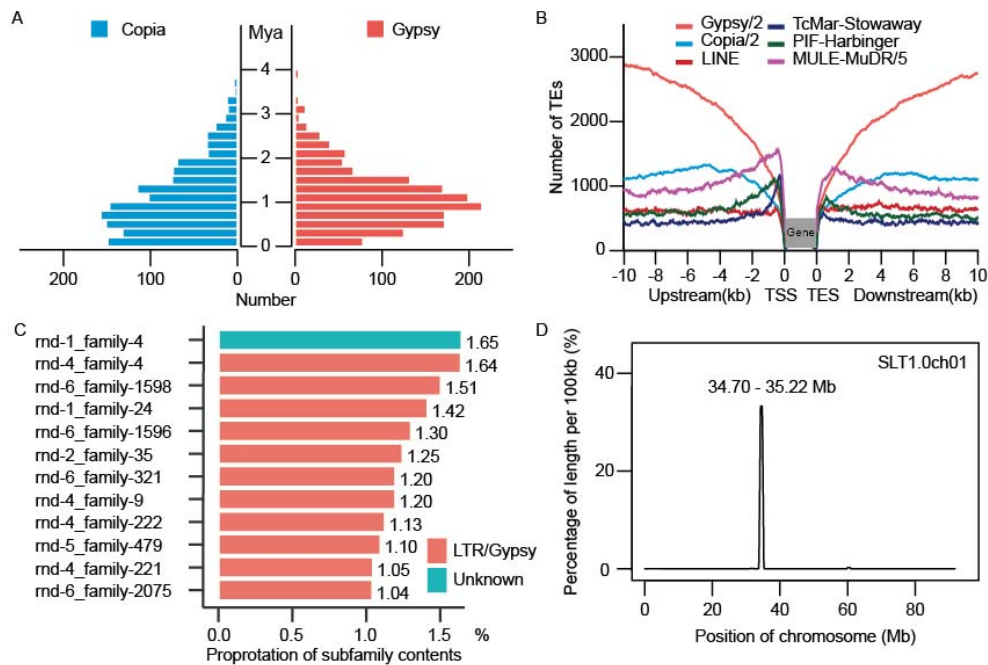 A
Copia
Mya
Gypsy
4
3
2
1
0
200
100
0
0
100
200
Number
B
Gypsy/2
TcMar-Stowaway
Copia/2
PIF-Harbinger
LINE
MULE-MuDR/5
Number of TEs
3000
2000
1000
0
Gene
-10
-8
-6
-4
-2
0
0
2
4
6
8
10
Upstream(kb)
TSS
TES
Downstream(kb)
C
rnd-1_family-4
1.65
rnd-4_family-4
1.64
rnd-6_family-1598
1.51
rnd-1_family-24
1.42
rnd-6_family-1596
1.30
rnd-2_family-35
1.25
rnd-6_family-321
1.20
rnd-4_family-9
1.20
rnd-4_family-222
1.13
rnd-5_family-479
1.10
rnd-4_family-221
1.05
rnd-6_family-2075
1.04
LTR/Gypsy
Unknown
0.0
0.5
1.0
1.5
%
Proprotation of subfamily contents
D
SLT1.0ch01
34.70 - 35.22 Mb
Percentage of length per 100kb (%)
40
20
0
0
20
40
60
80
Position of chromosome (Mb)